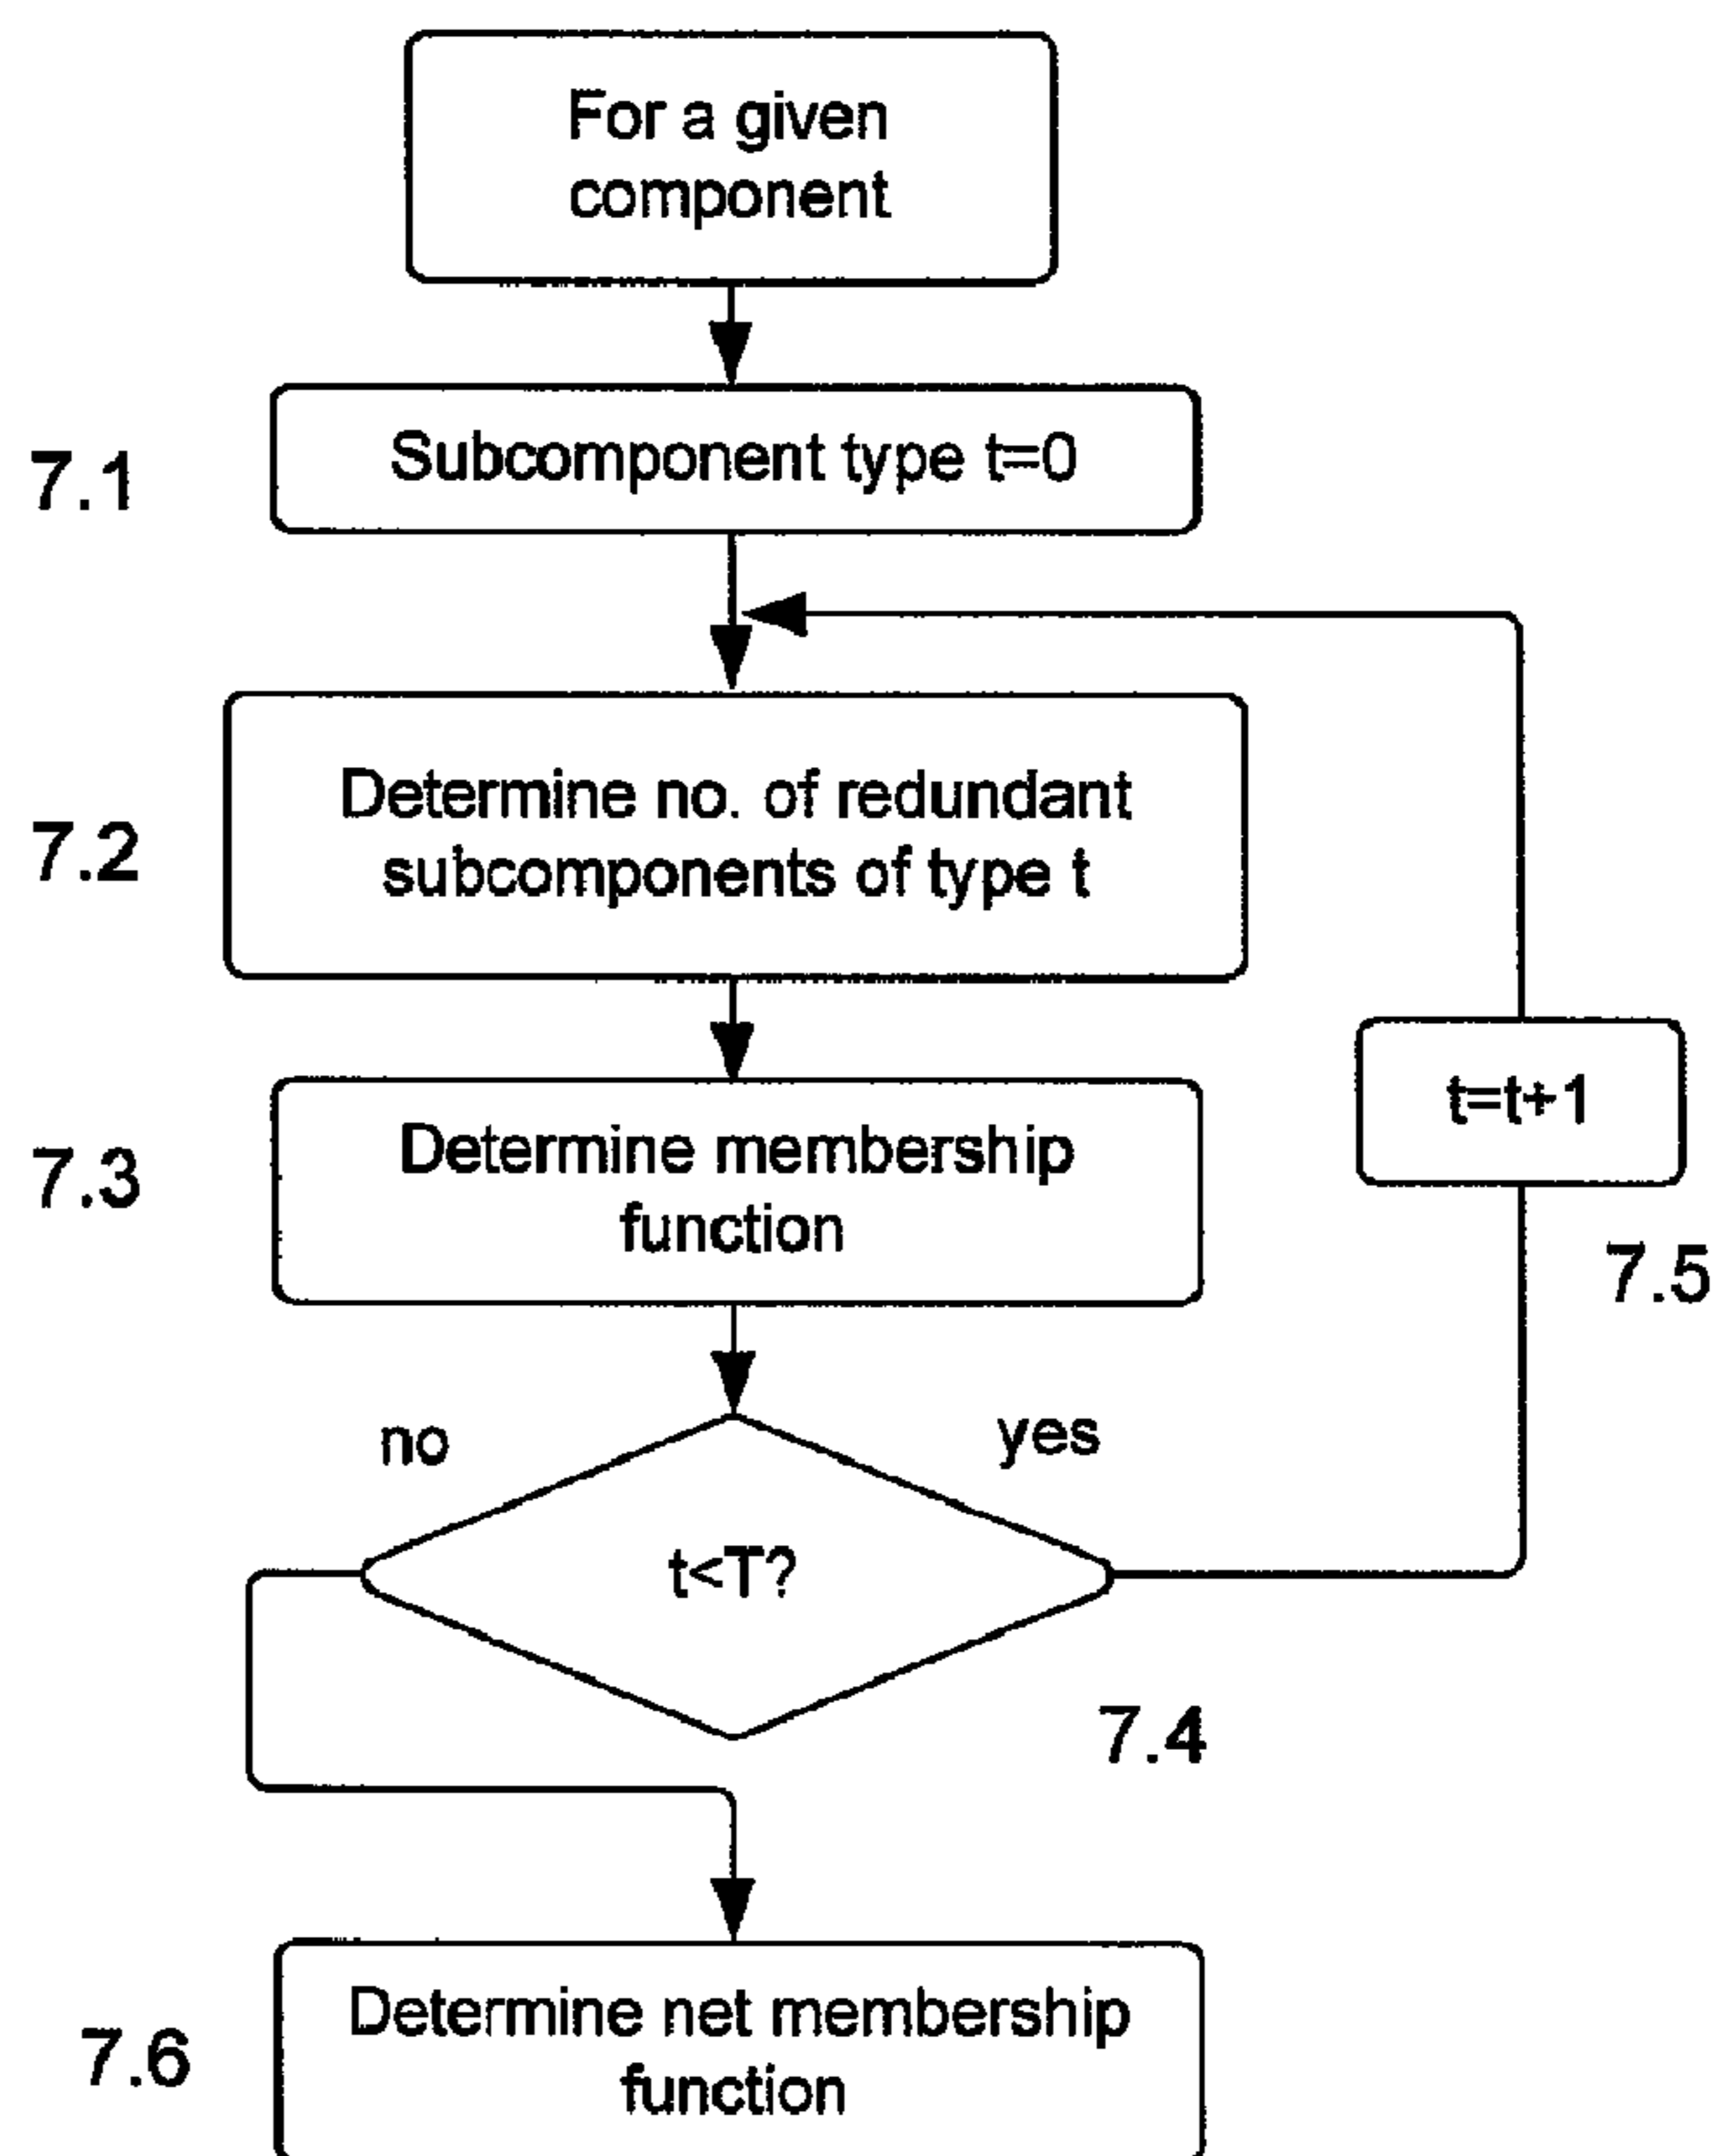 For a given
component
7.1
Subcomponent type t=0
7.2
Determine no. of redundant
subcomponents of type t
7.3
Determine membership
function
t=t+1
7.5
no
yes
t<T?
7.4
7.6
Determine net membership
function